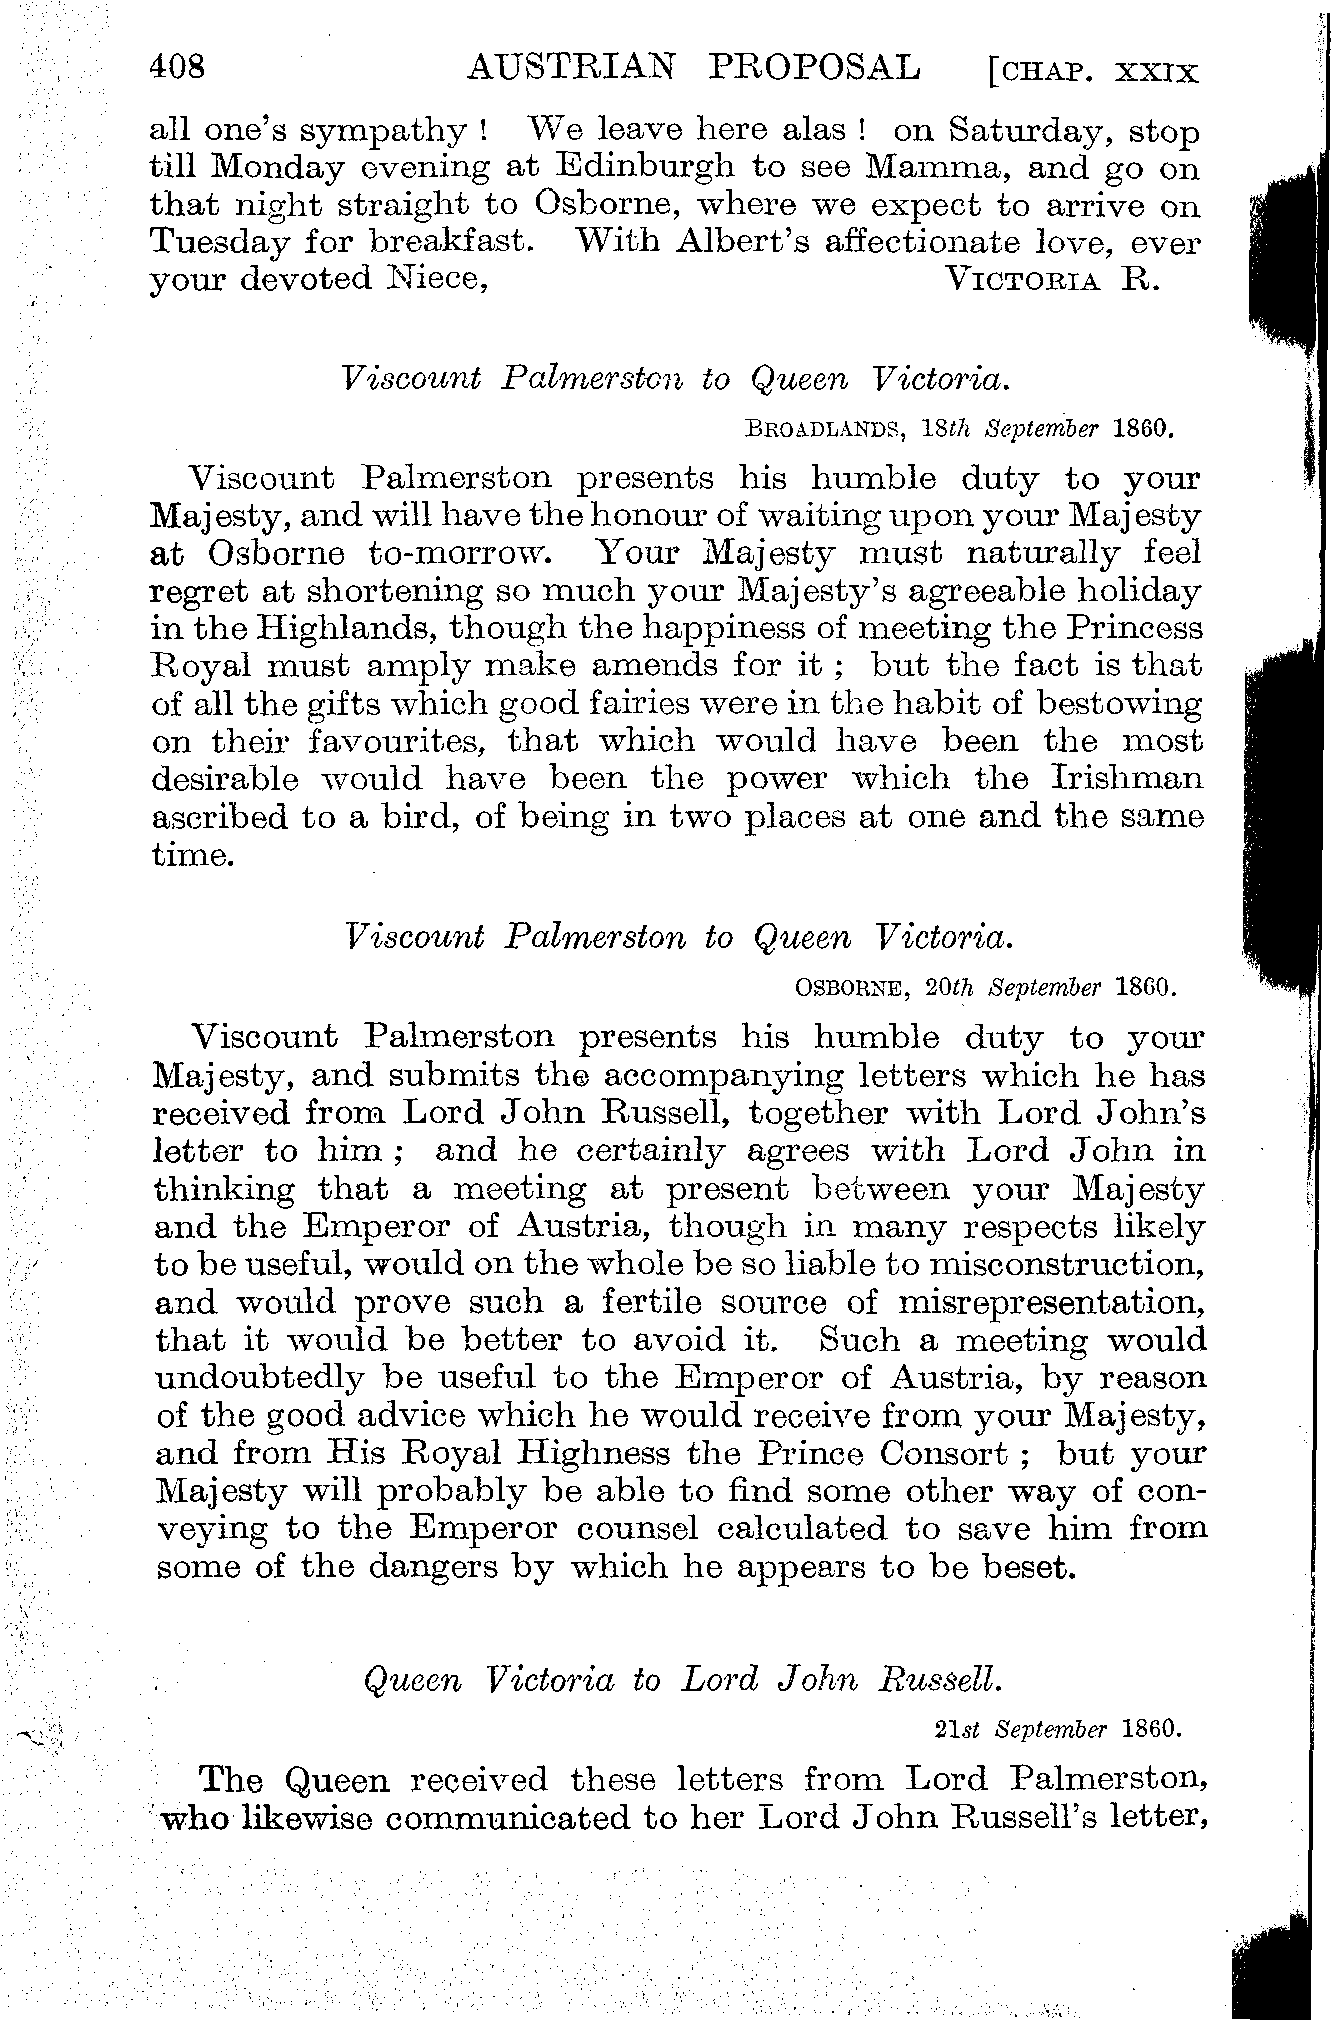 408 AUSTRIAN PROPOSAL [CHAP. XXIX
all one's sympathy ! We leave here alas ! on Saturday, stop
till Monday evening at Edinburgh to see Mamma, and go on
that night straight to Osborne, where we expect to arrive on
Tuesday for breakfast. With Albert's affectionate love, ever
your devoted Niece, VICTORIA R.
Viscount Palmerston to Queen Victoria.
BROADLANDS, 18th September 1860.
Viscount Palmerston presents his humble duty to your
Majesty, and will have the honour of waiting upon your Majesty
at Osborne to-morrow. Your Majesty must naturally feel
regret at shortening so much your Majesty's agreeable holiday
in the Highlands, though the happiness of meeting the Princess
Royal must amply make amends for it ; but the fact is that
of all the gifts which good fairies were in the habit of bestowing
on their favourites, that which would have been the most
desirable would have been the power which the Irishman
ascribed to a bird, of being in two places at one and the same
time.
Viscount Palmerston to Queen Victoria.
OSBORNE, 20th September 1860.
Viscount Palmerston presents his humble duty to your
Majesty, and submits the accompanying letters which he has
received from Lord John Russell, together with Lord John's
letter to him ; and he certainly agrees with Lord John in
thinking that a meeting at present between your Majesty
and the Emperor of Austria, though in many respects likely
to be useful, would on the whole be so liable to misconstruction,
and would prove such a fertile source of misrepresentation,
that it would be better to avoid it. Such a meeting would
undoubtedly be useful to the Emperor of Austria, by reason
of the good advice which he would receive from your Majesty,
and from His Royal Highness the Prince Consort ; but your
Majesty will probably be able to find some other way of con-
veying to the Emperor counsel calculated to save him from
some of the dangers by which he appears to be beset.
Queen Victoria to Lord John Russell.
21st September 1860.
The Queen received these letters from Lord Palmerston,
who likewise communicated to her Lord John Russell's letter,